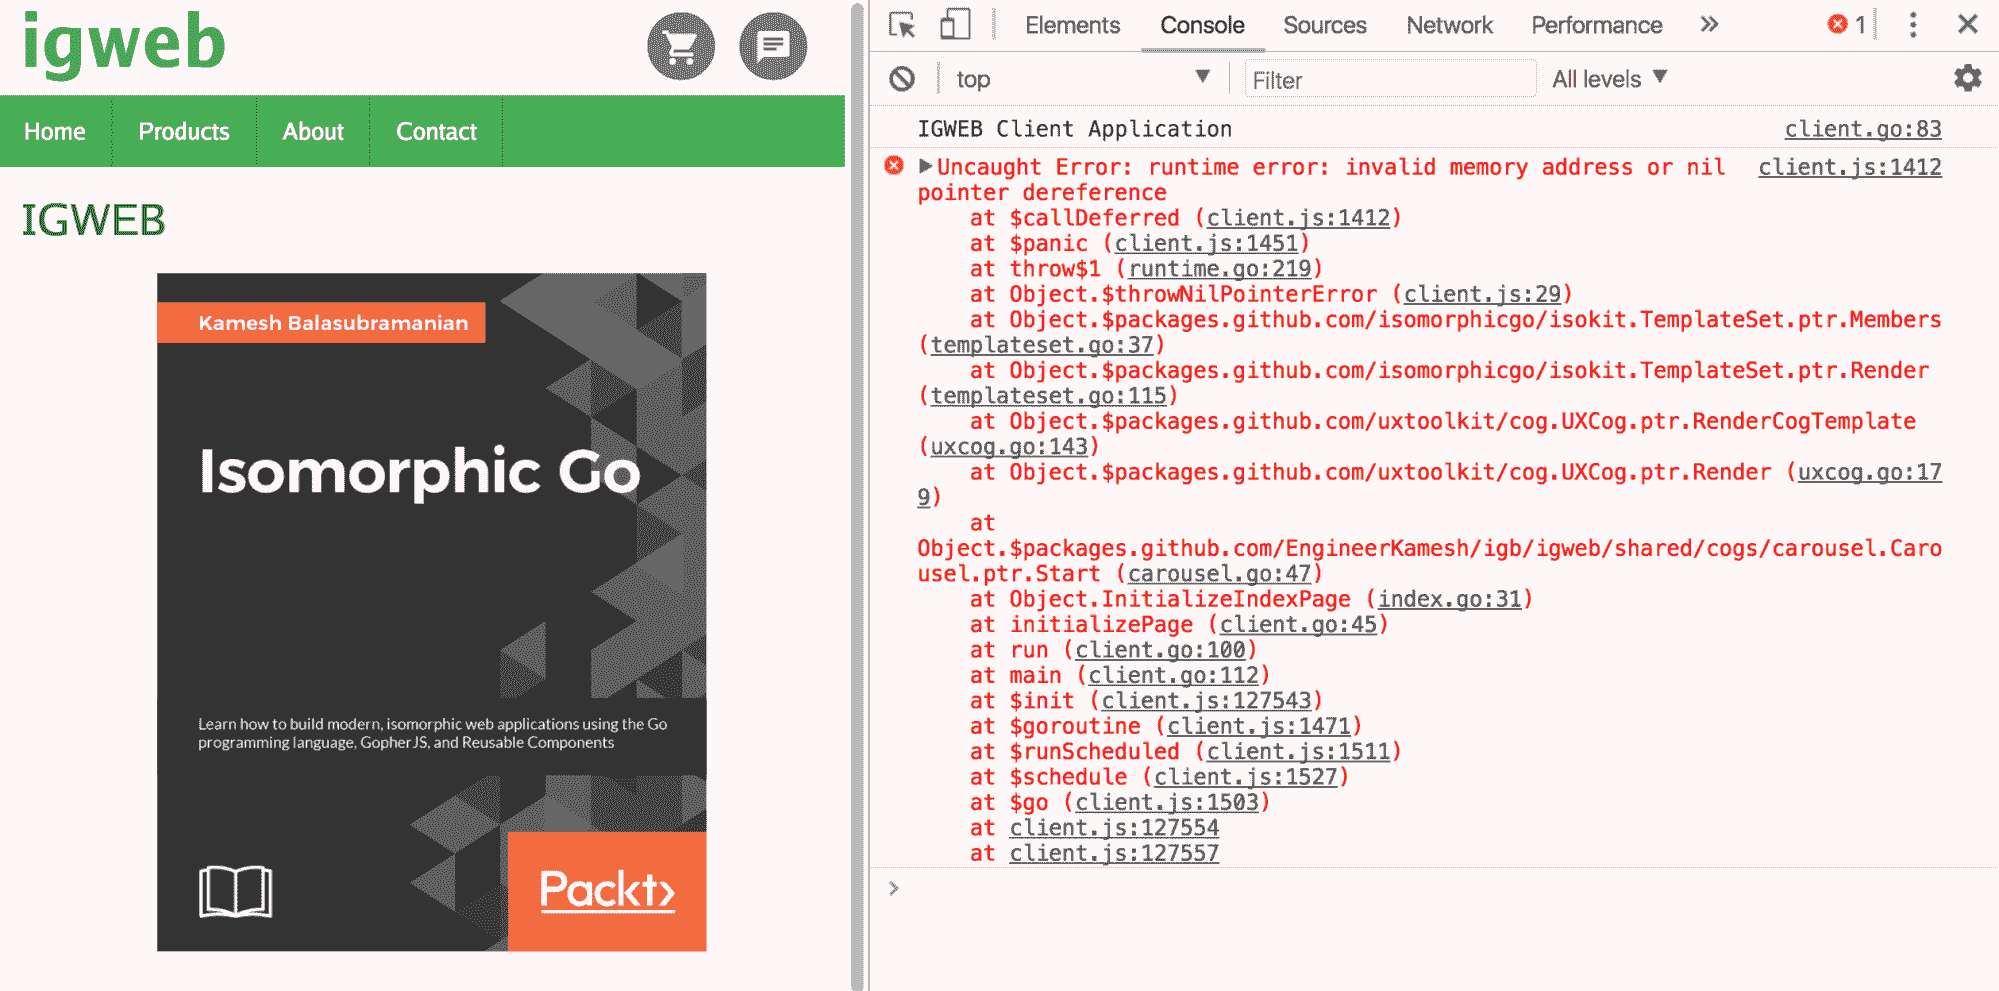 igweb
Home Products About Contact
IGWEB
Kamesh Balasubramanian
Isomorphic Go
Learn how to build modern, isomorphic web applications using the Go
programming language, GopherJS, and Reusable Components
Packt>
Elements Console Sources Network Performance » 1
top Filter All levels
IGWEB Client Application client.go:83
Uncaught Error: runtime error: invalid memory address or nil client.js:1412
pointer dereference
at $callDeferred (client.js:1412)
at $panic (client.js:1451)
at throw$1 (runtime.go:219)
at Object.$throwNilPointerError (client.js:29)
at Object.$packages.github.com/isomorphicgo/isokit.TemplateSet.ptr.Members
(templateset.go:37)
at Object.$packages.github.com/isomorphicgo/isokit.TemplateSet.ptr.Render
(templateset.go:115)
at Object.$packages.github.com/uxtoolkit/cog.UXCog.ptr.RenderCogTemplate
(uxcog.go:143)
at Object.$packages.github.com/uxtoolkit/cog.UXCog.ptr.Render (uxcog.go:17
9)
at
Object.$packages.github.com/EngineerKamesh/igb/igweb/shared/cogs/carousel.Caro
usel.ptr.Start (carousel.go:47)
at Object.InitializeIndexPage (index.go:31)
at initializePage (client.go:45)
at run (client.go:100)
at main (client.go:112)
at $init (client.js:127543)
at $goroutine (client.js:1471)
at $runScheduled (client.js:1511)
at $schedule (client.js:1527)
at $go (client.js:1503)
at client.js:127554
at client.js:127557
>